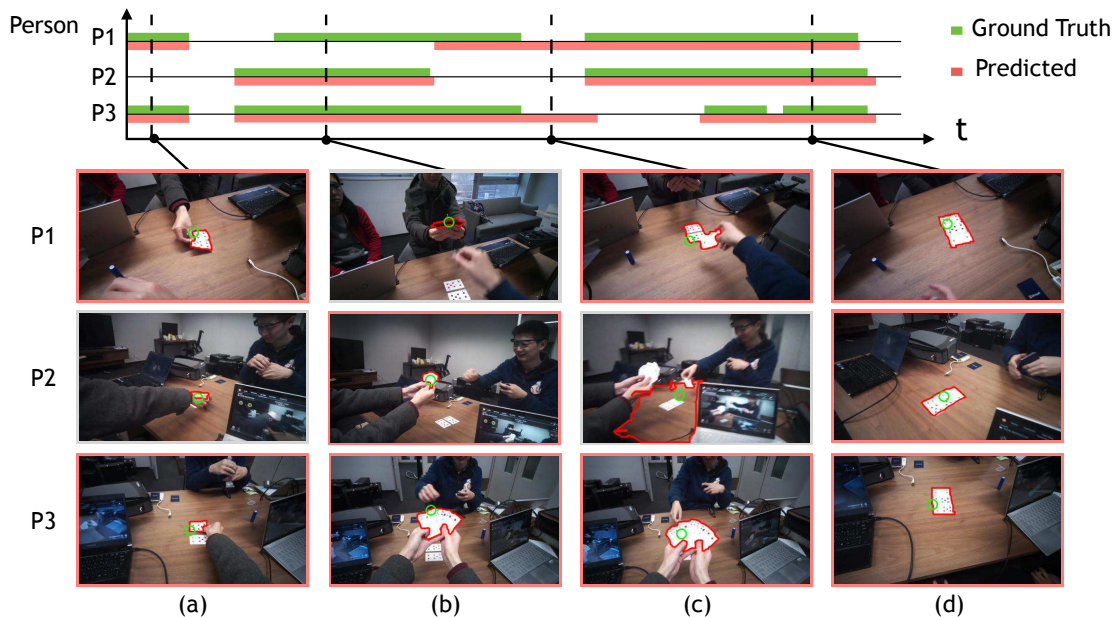 Person
P1
P2
P3
t
Ground Truth
Predicted
P1
P2
P3
(a)
(b)
(c)
(d)